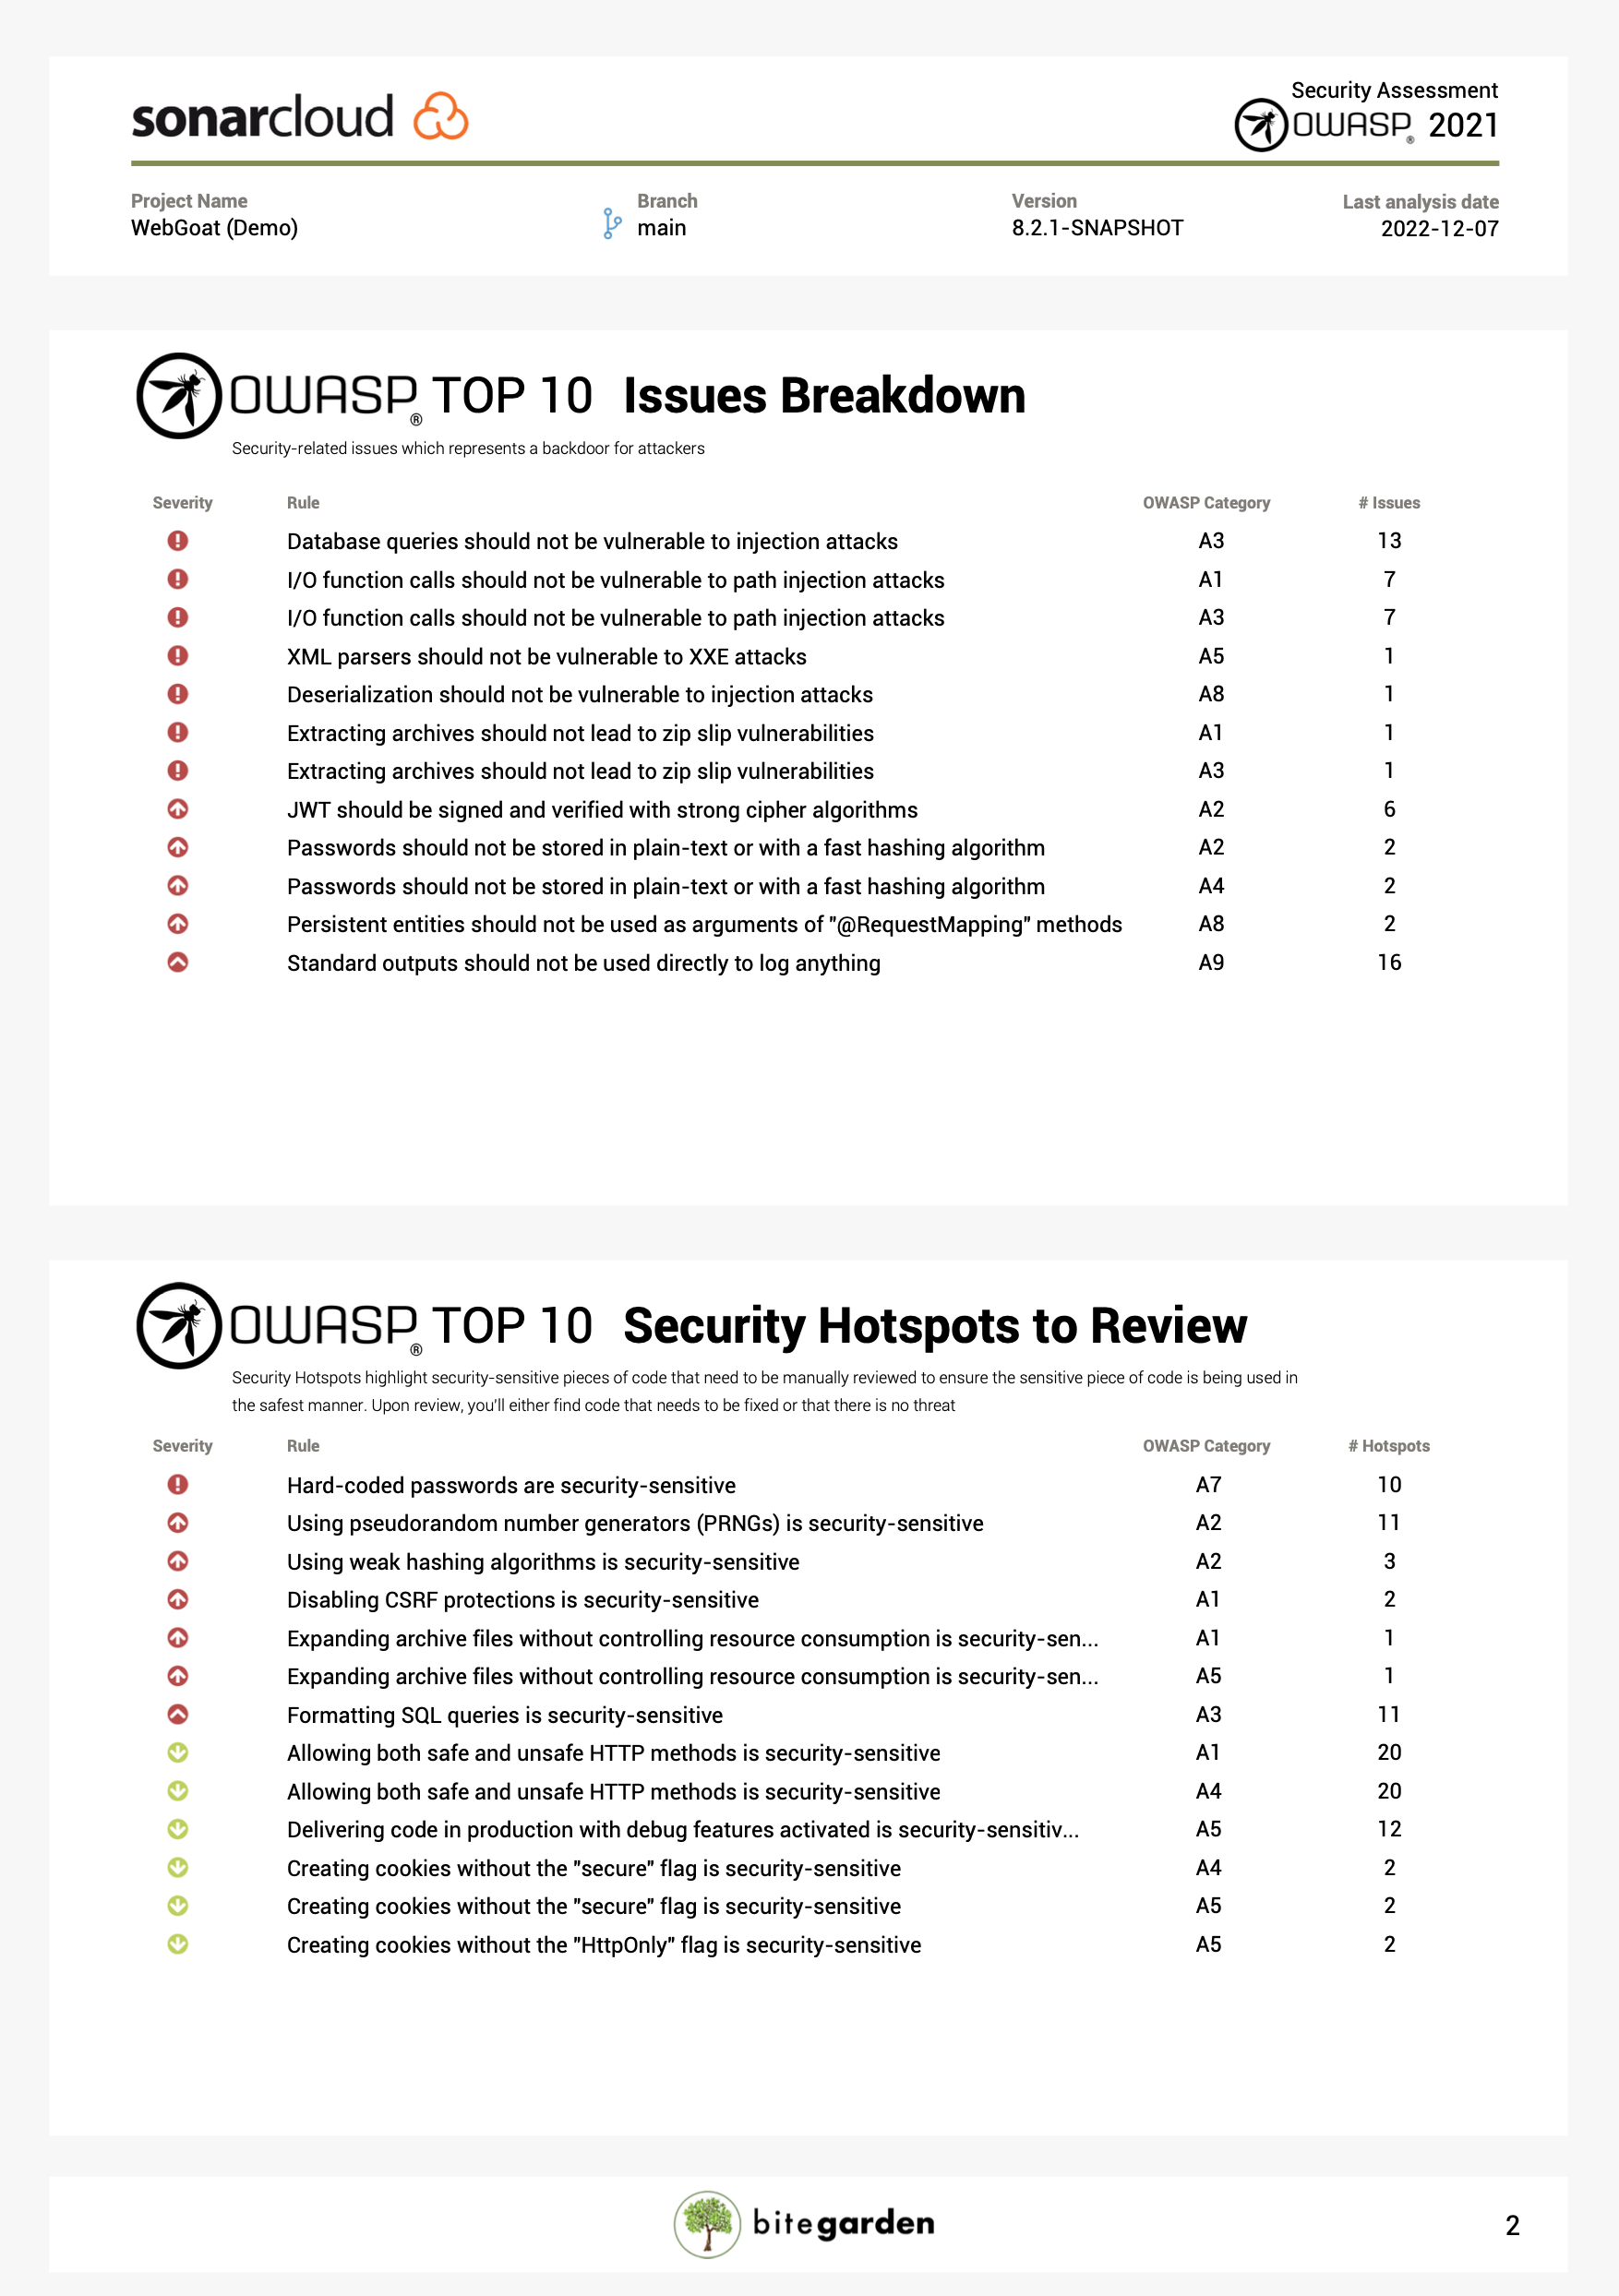 sonarcloud
Security Assessment
OWASP® 2021
Project Name Branch Version Last analysis date
WebGoat (Demo) main 8.2.1-SNAPSHOT 2022-12-07
OWASP® TOP 10 Issues Breakdown
Security-related issues which represents a backdoor for attackers
Severity Rule OWASP Category # Issues
Database queries should not be vulnerable to injection attacks A3 13
I/O function calls should not be vulnerable to path injection attacks A1 7
I/O function calls should not be vulnerable to path injection attacks A3 7
XML parsers should not be vulnerable to XXE attacks A5 1
Deserialization should not be vulnerable to injection attacks A8 1
Extracting archives should not lead to zip slip vulnerabilities A1 1
Extracting archives should not lead to zip slip vulnerabilities A3 1
JWT should be signed and verified with strong cipher algorithms A2 6
Passwords should not be stored in plain-text or with a fast hashing algorithm A2 2
Passwords should not be stored in plain-text or with a fast hashing algorithm A4 2
Persistent entities should not be used as arguments of "@RequestMapping" methods A8 2
Standard outputs should not be used directly to log anything A9 16
OWASP® TOP 10 Security Hotspots to Review
Security Hotspots highlight security-sensitive pieces of code that need to be manually reviewed to ensure the sensitive piece of code is being used in
the safest manner. Upon review, you'll either find code that needs to be fixed or that there is no threat
Severity Rule OWASP Category # Hotspots
Hard-coded passwords are security-sensitive A7 10
Using pseudorandom number generators (PRNGs) is security-sensitive A2 11
Using weak hashing algorithms is security-sensitive A2 3
Disabling CSRF protections is security-sensitive A1 2
Expanding archive files without controlling resource consumption is security-sen... A1 1
Expanding archive files without controlling resource consumption is security-sen... A5 1
Formatting SQL queries is security-sensitive A3 11
Allowing both safe and unsafe HTTP methods is security-sensitive A1 20
Allowing both safe and unsafe HTTP methods is security-sensitive A4 20
Delivering code in production with debug features activated is security-sensitiv... A5 12
Creating cookies without the "secure" flag is security-sensitive A4 2
Creating cookies without the "secure" flag is security-sensitive A5 2
Creating cookies without the "HttpOnly" flag is security-sensitive A5 2
bitegarden
2